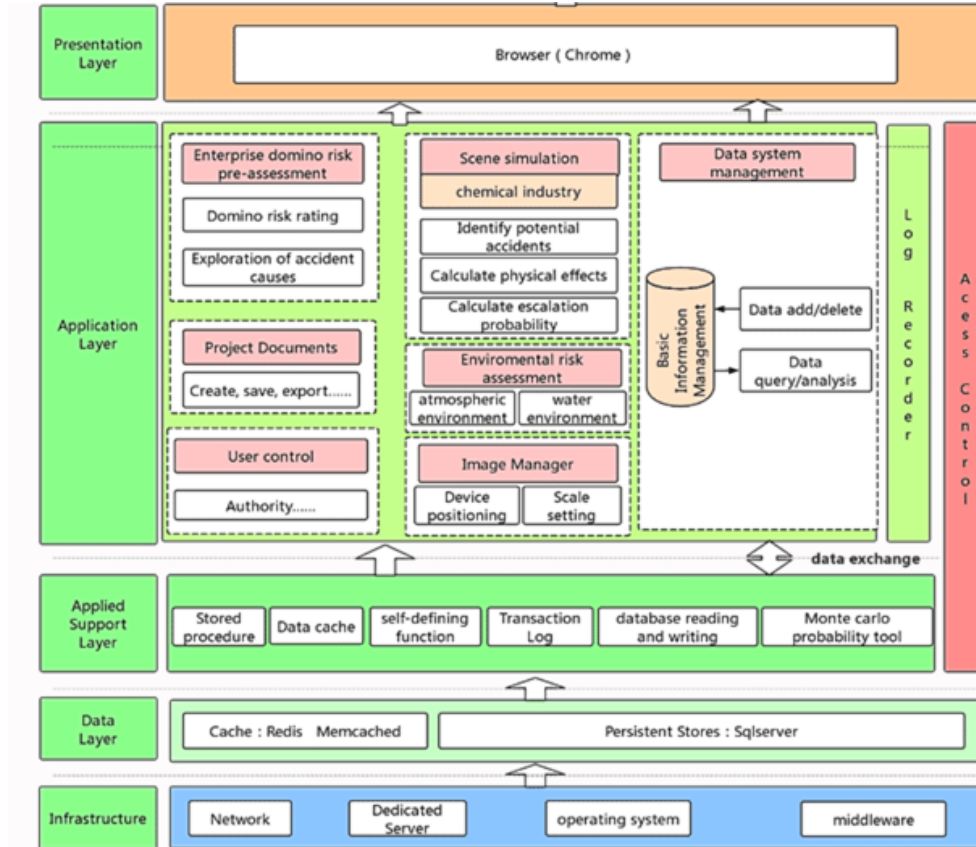 Presentation
Layer
Browser ( Chrome )
Application
Layer
Enterprise domino risk
pre-assessment
Domino risk rating
Exploration of accident
causes
Project Documents
Create, save, export......
User control
Authority......
Scene simulation
chemical industry
Identify potential
accidents
Calculate physical effects
Calculate escalation
probability
Enviromental risk
assessment
atmospheric
environment
water
environment
Image Manager
Device
positioning
Scale
setting
Data system
management
Basic
Information
Management
Data add/delete
Data
query/analysis
Log Recorder
Access Control
data exchange
Applied
Support
Layer
Stored
procedure
Data cache
self-defining
function
Transaction
Log
database reading
and writing
Monte carlo
probability tool
Data
Layer
Cache : Redis Memcached
Persistent Stores : Sqlserver
Infrastructure
Network
Dedicated
Server
operating system
middleware